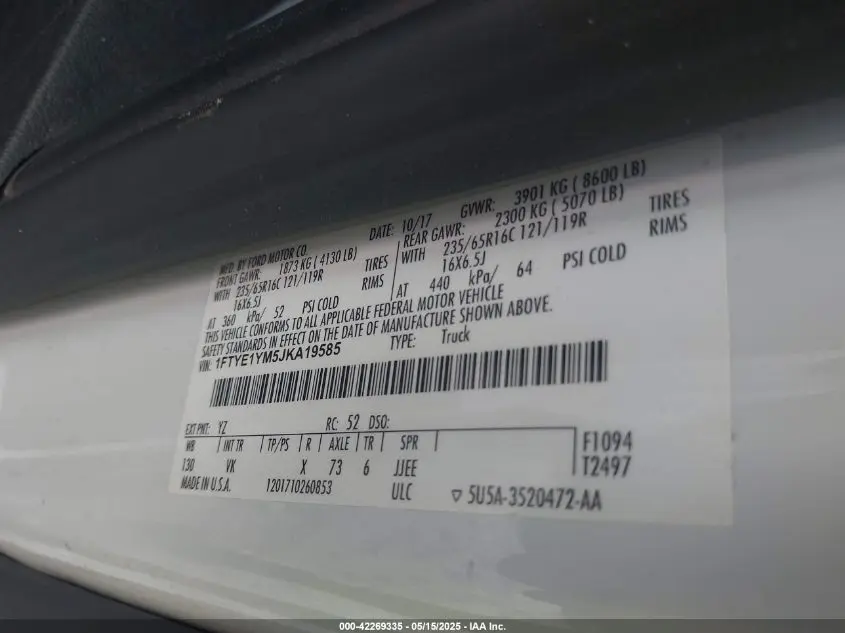 MFD. BY FORD MOTOR CO. DATE: 10/17 GVWR: 3901 KG ( 8600 LB)
FRONT GAWR: 1873 KG ( 4130 LB) REAR GAWR: 2300 KG ( 5070 LB)
WITH 235/65R16C 121/119R TIRES WITH 235/65R16C 121/119R TIRES
16X6.5J RIMS 16X6.5J RIMS
AT 360 kPa/ 52 PSI COLD AT 440 kPa/ 64 PSI COLD
THIS VEHICLE CONFORMS TO ALL APPLICABLE FEDERAL MOTOR VEHICLE
SAFETY STANDARDS IN EFFECT ON THE DATE OF MANUFACTURE SHOWN ABOVE.
VIN: 1FTYE1YM5JKA19585 TYPE: Truck
EXT PNT: YZ RC: 52 DSO:
WB INT TR TP/PS R AXLE TR SPR F1094
130 VK X 73 6 JJEE T2497
MADE IN U.S.A. 1201710260853 ULC 5U5A-3520472-AA
000-42269335 - 05/15/2025 - IAA Inc.